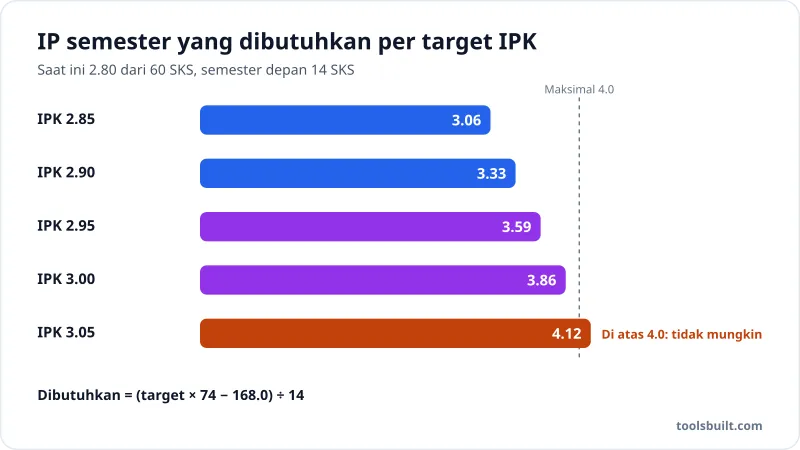 IP semester yang dibutuhkan per target IPK
Saat ini 2.80 dari 60 SKS, semester depan 14 SKS
Maksimal 4.0
IPK 2.85 3.06
IPK 2.90 3.33
IPK 2.95 3.59
IPK 3.00 3.86
IPK 3.05 4.12 Di atas 4.0: tidak mungkin
Dibutuhkan = (target × 74 − 168.0) ÷ 14
toolsbuilt.com